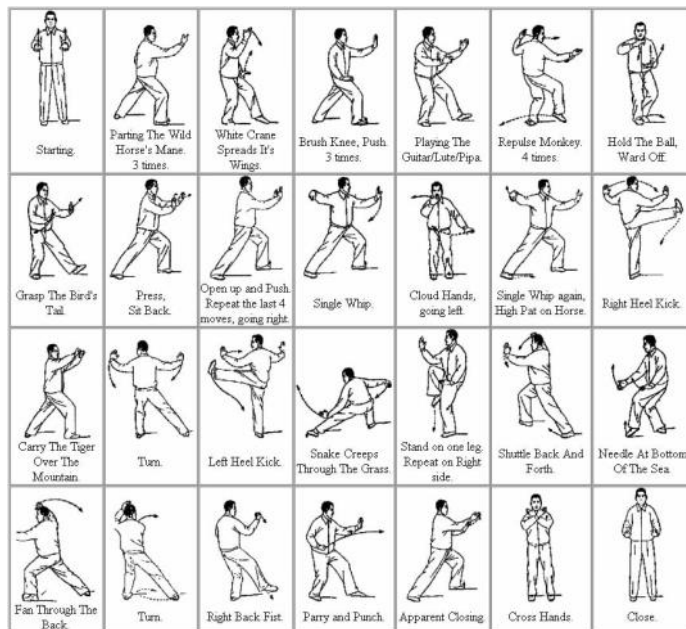 Starting.
Parting The Wild
Horse's Mane.
3 times.
White Crane
Spreads It's
Wings.
Brush Knee, Push.
3 times.
Playing The
Guitar/Lute/Pipa.
Repulse Monkey.
4 times.
Hold The Ball,
Ward Off.
Grasp The Bird's
Tail.
Press,
Sit Back.
Open up and Push.
Repeat the last 4
moves, going right.
Single Whip.
Cloud Hands,
going left.
Single Whip again,
High Pat on Horse.
Right Heel Kick.
Carry The Tiger
Over The
Mountain.
Turn.
Left Heel Kick.
Snake Creeps
Through The Grass.
Stand on one leg.
Repeat on Right
side.
Shuttle Back And
Forth.
Needle At Bottom
Of The Sea.
Fan Through The
Back.
Turn.
Right Back Fist.
Parry and Punch.
Apparent Closing.
Cross Hands.
Close.